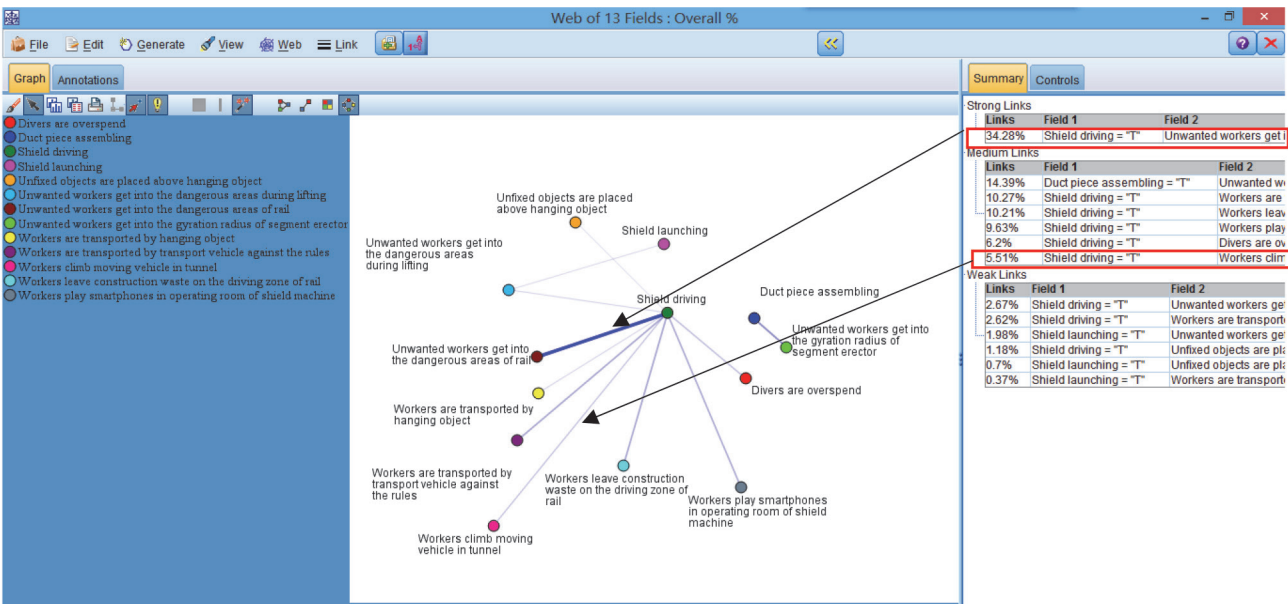 Web of 13 Fields : Overall %
File Edit Generate View Web Link
Graph Annotations
Divers are overspend
Duct piece assembling
Shield driving
Shield launching
Unfixed objects are placed above hanging object
Unwanted workers get into the dangerous areas during lifting
Unwanted workers get into the dangerous areas of rail
Unwanted workers get into the gyration radius of segment erector
Workers are transported by hanging object
Workers are transported by transport vehicle against the rules
Workers climb moving vehicle in tunnel
Workers leave construction waste on the driving zone of rail
Workers play smartphones in operating room of shield machine
Unfixed objects are placed
above hanging object
Shield launching
Unwanted workers get into
the dangerous areas
during lifting
Shield driving
Duct piece assembling
Unwanted workers get into
the gyration radius of
segment erector
Unwanted workers get into
the dangerous areas of rail
Divers are overspend
Workers are transported by
hanging object
Workers are transported by
transport vehicle against
the rules
Workers leave construction
waste on the driving zone of
rail
Workers play smartphones
in operating room of shield
machine
Workers climb moving
vehicle in tunnel
Summary Controls
Strong Links
Links Field 1 Field 2
34.28% Shield driving = "T" Unwanted workers get i
Medium Links
Links Field 1 Field 2
14.39% Duct piece assembling = "T" Unwanted w
10.27% Shield driving = "T" Workers are
10.21% Shield driving = "T" Workers leav
9.63% Shield driving = "T" Workers play
6.2% Shield driving = "T" Divers are ov
5.51% Shield driving = "T" Workers clim
Weak Links
Links Field 1 Field 2
2.67% Shield driving = "T" Unwanted workers get
2.62% Shield driving = "T" Workers are transport
1.98% Shield launching = "T" Unwanted workers get
1.18% Shield driving = "T" Unfixed objects are pl
0.7% Shield launching = "T" Unfixed objects are pl
0.37% Shield launching = "T" Workers are transport